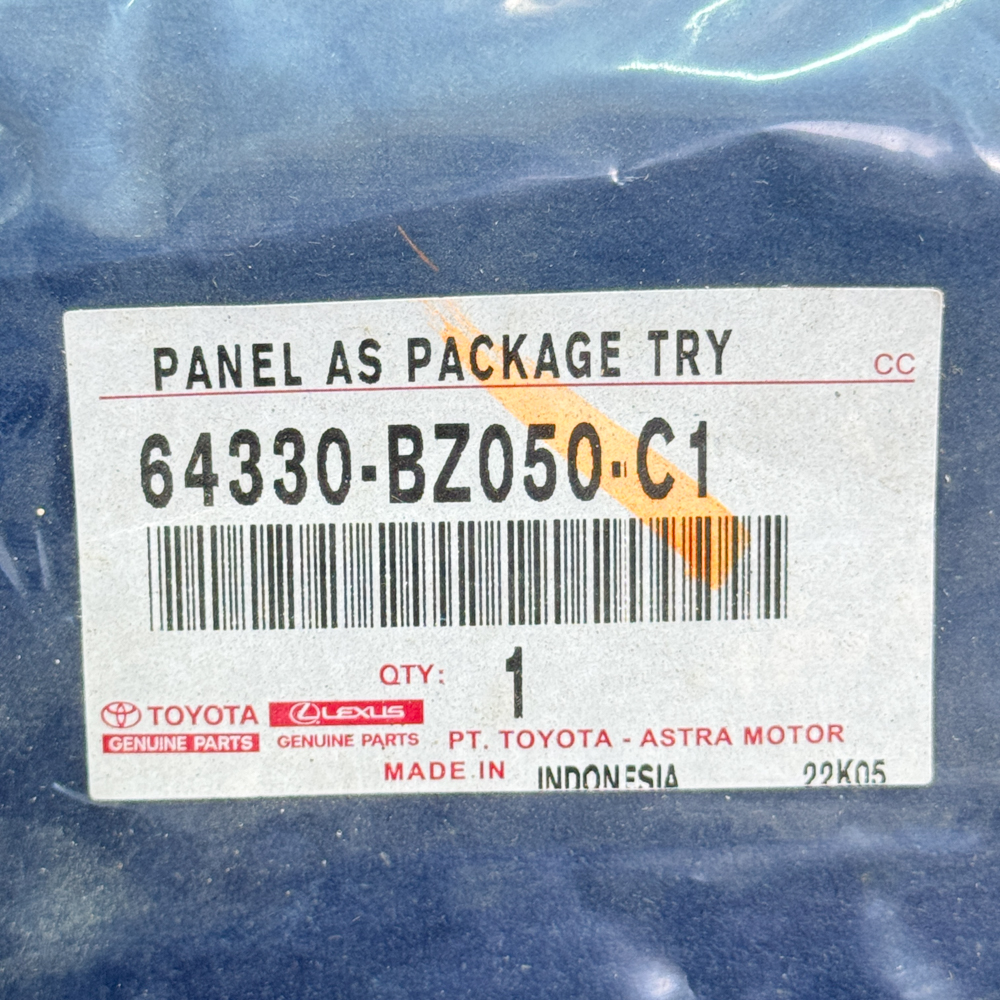 PANEL AS PACKAGE TRY
CC
64330-BZ050-C1
QTY: 1
TOYOTA
GENUINE PARTS
LEXUS
GENUINE PARTS
PT. TOYOTA - ASTRA MOTOR
MADE IN INDONESIA
22K05